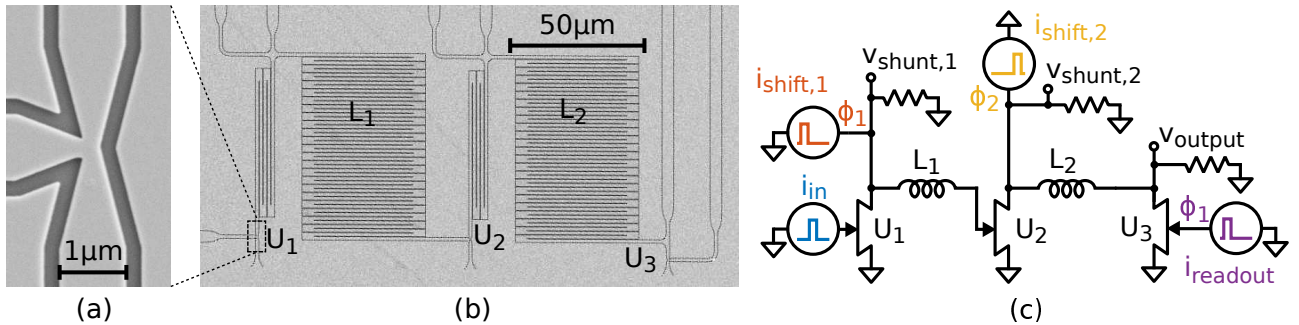 1μm
(a)
50μm
L1
L2
U1
U2
U3
(b)
ishift,1
ϕ1
vshunt,1
ishift,2
ϕ2
vshunt,2
voutput
iin
L1
L2
U1
U2
U3
ϕ1
ireadout
(c)